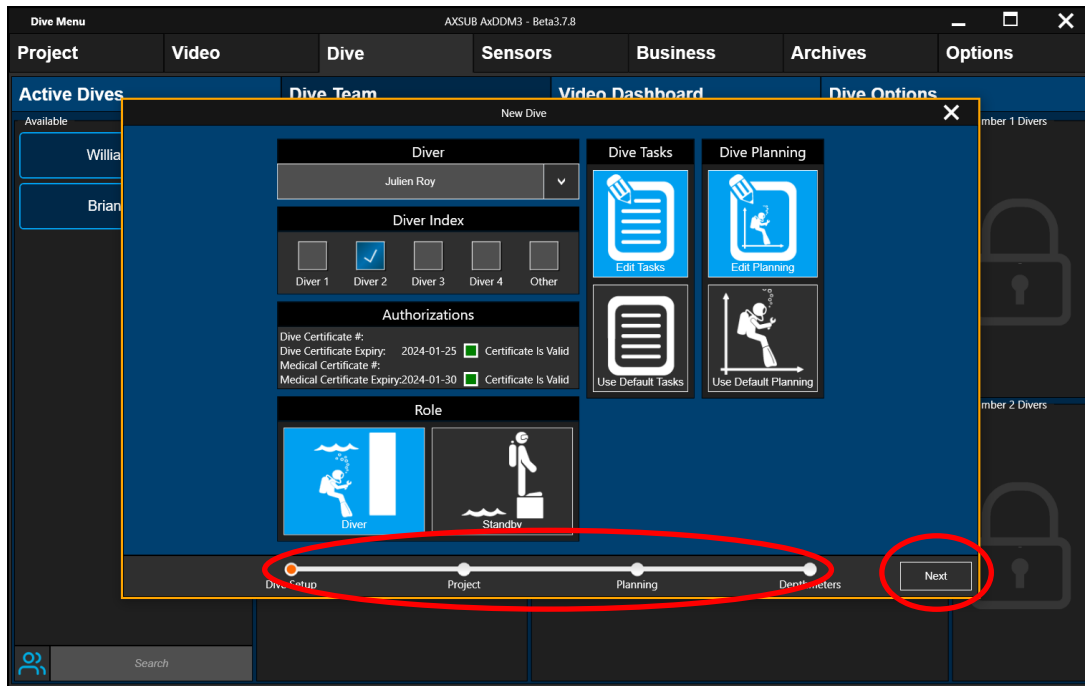 Dive Menu
AXSUB AxDDM3 - Beta3.7.8
Project Video Dive Sensors Business Archives Options
Active Dives Dive Team Video Dashboard Dive Options
Available
New Dive
mber 1 Divers
Willia
Brian
Diver
Julien Roy
Diver Index
Diver 1 Diver 2 Diver 3 Diver 4 Other
Authorizations
Dive Certificate #:
Dive Certificate Expiry: 2024-01-25 Certificate Is Valid
Medical Certificate #:
Medical Certificate Expiry:2024-01-30 Certificate Is Valid
Role
Diver Standby
Dive Tasks Dive Planning
Edit Tasks Edit Planning
Use Default Tasks Use Default Planning
mber 2 Divers
Dive Setup Project Planning Depthmeters
Next
Search